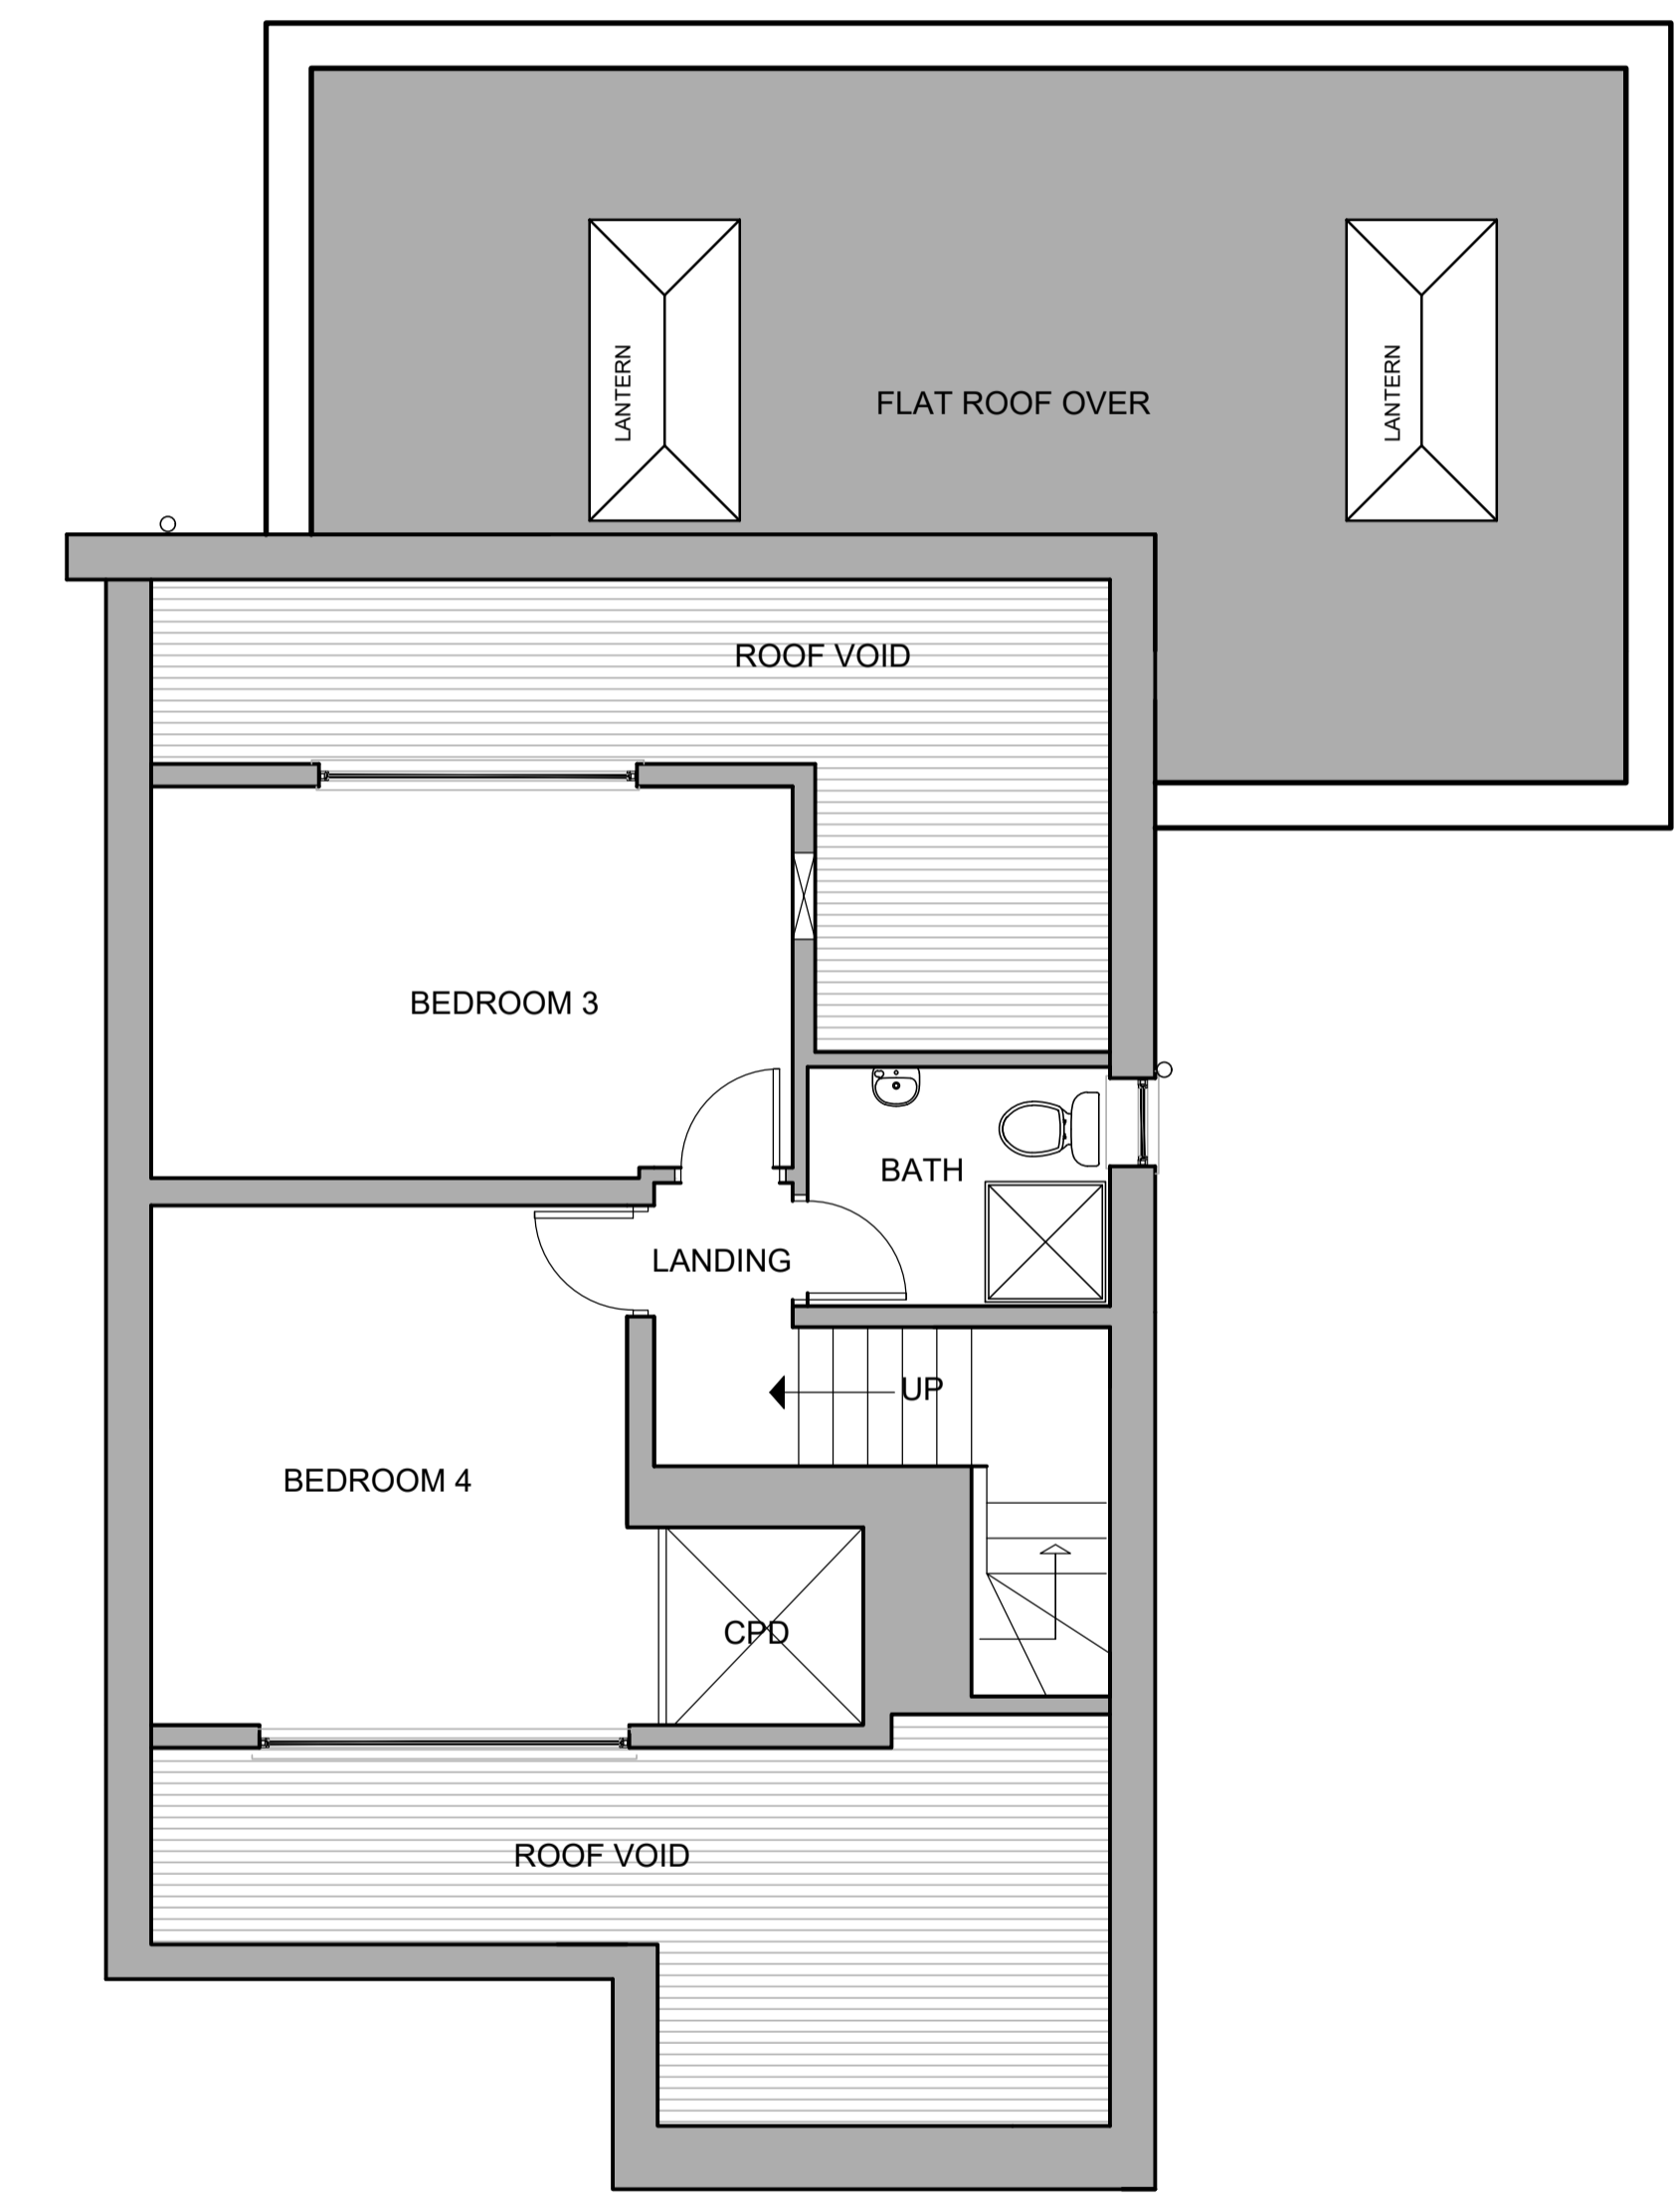 LANTERN
FLAT ROOF OVER
LANTERN
ROOF VOID
BEDROOM 3
BATH
LANDING
UP
BEDROOM 4
CPD
ROOF VOID